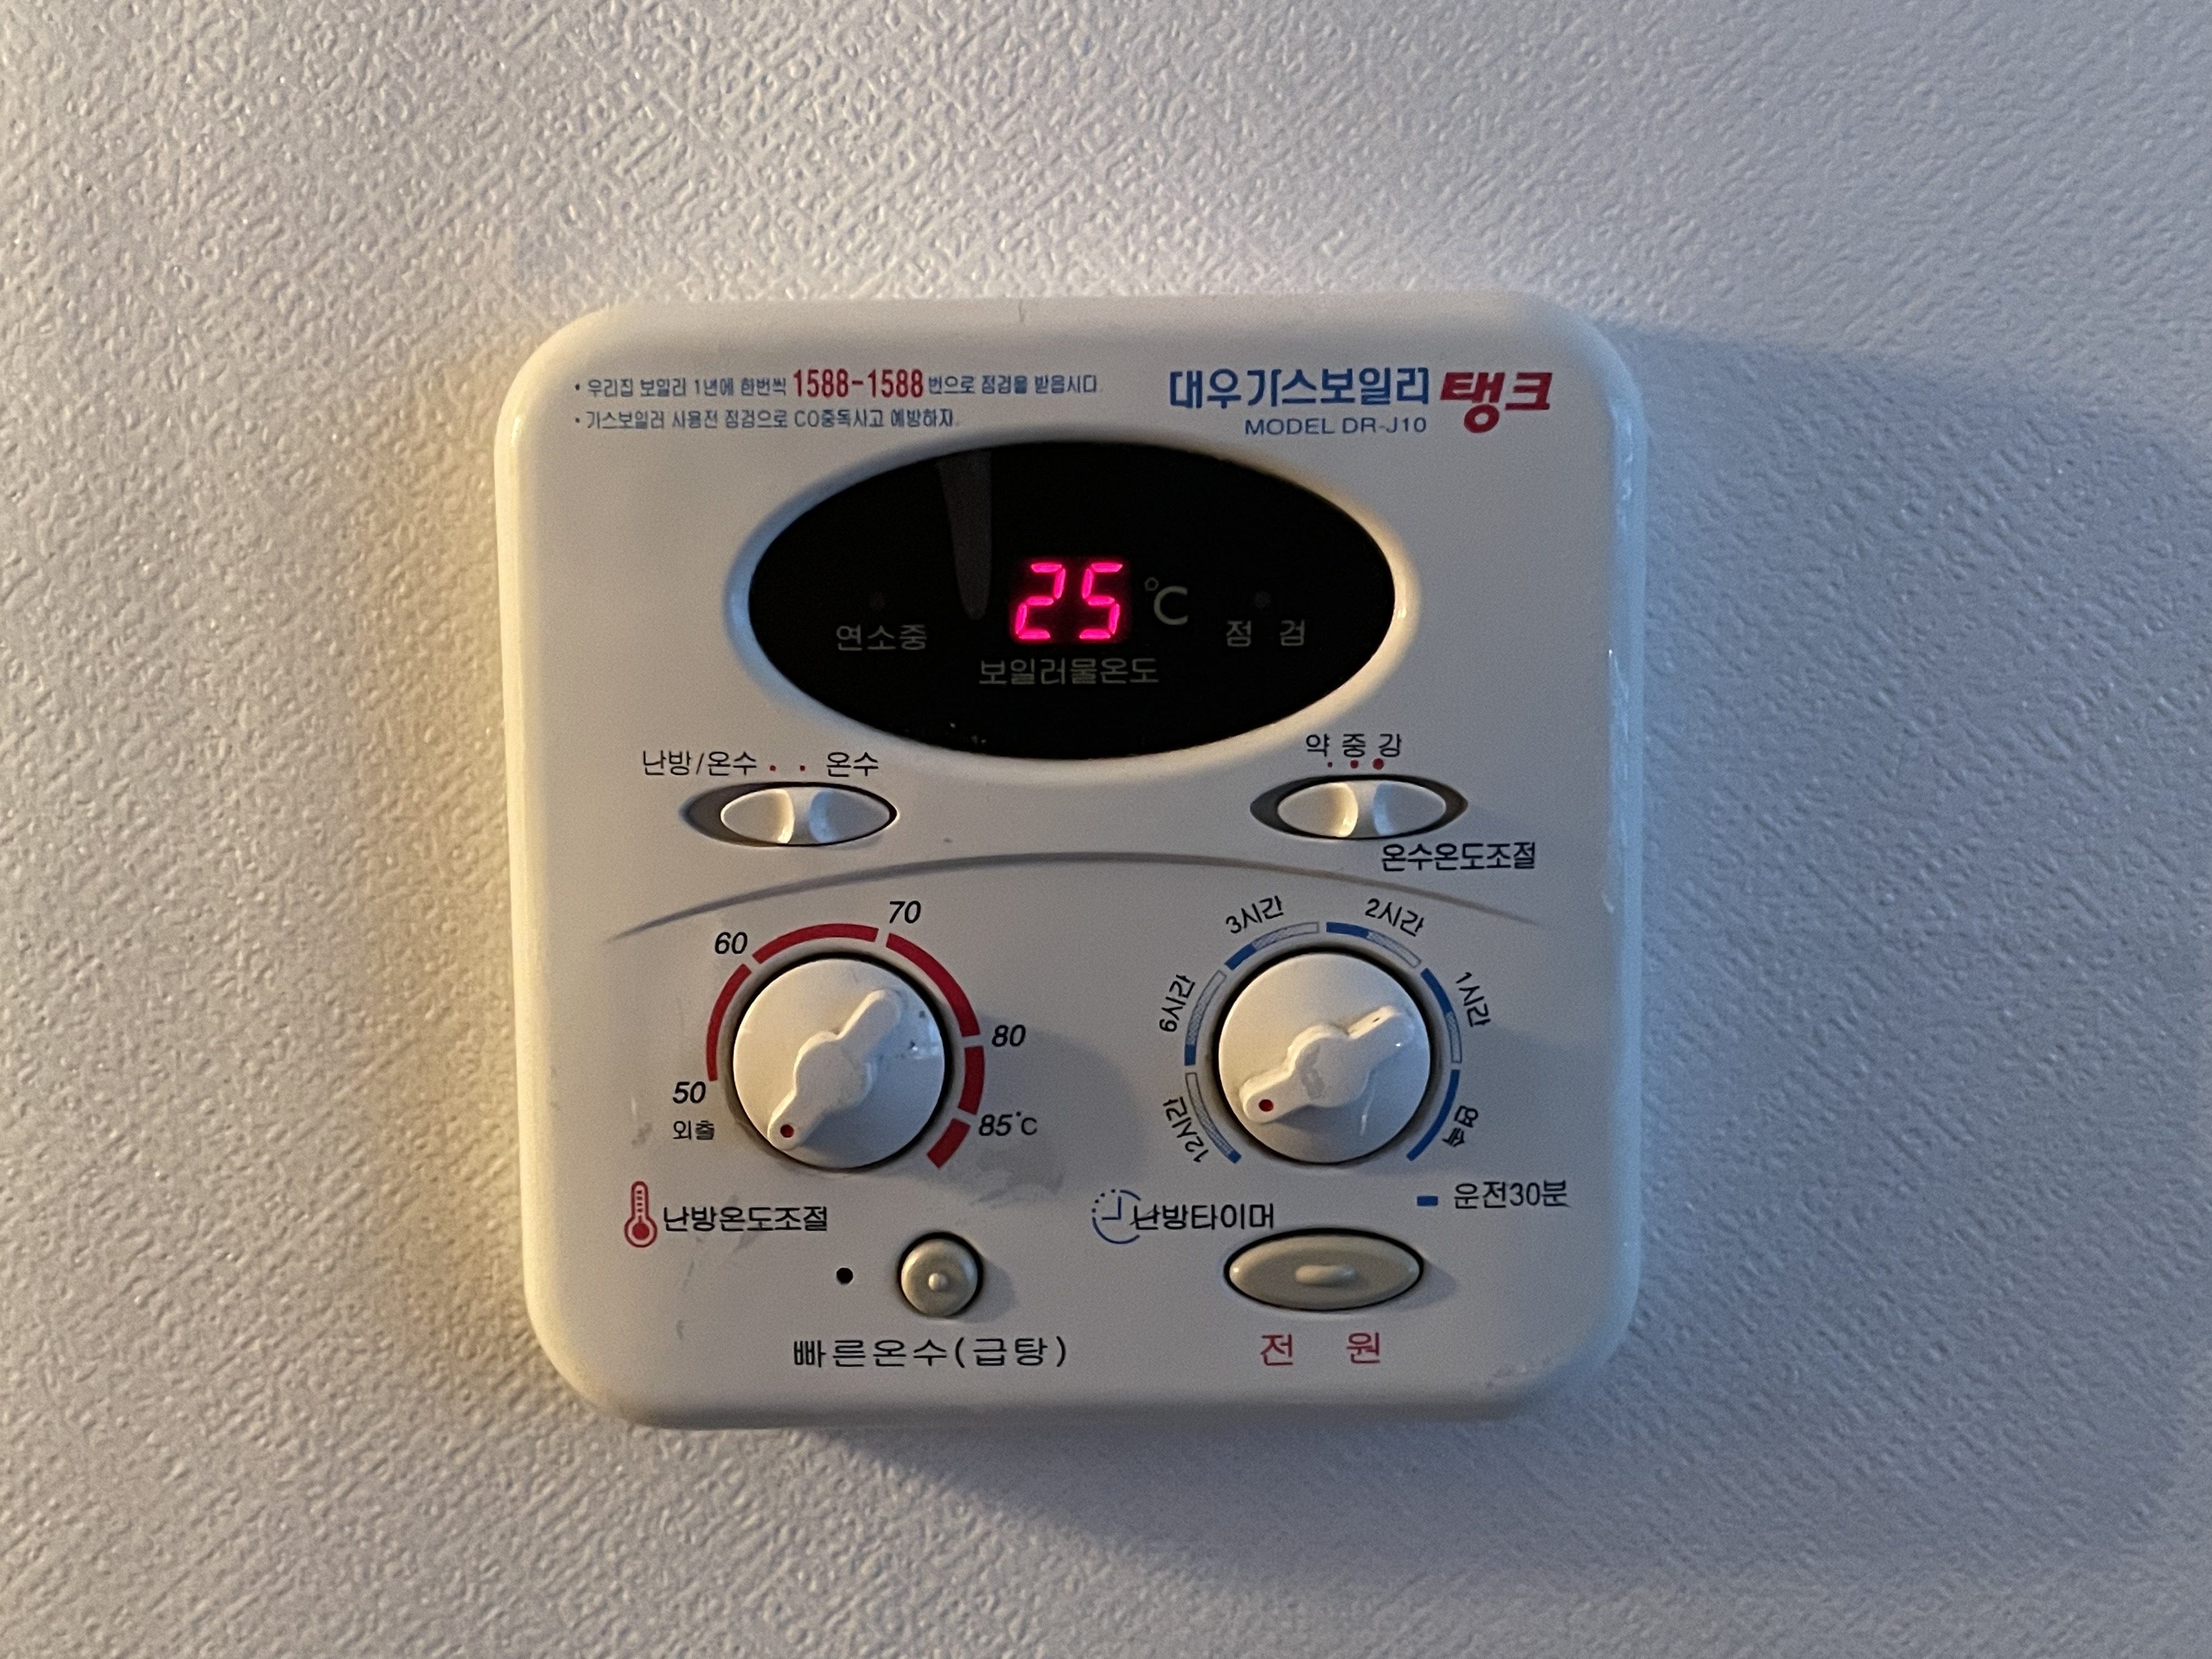 • 우리집 보일러 1년에 한번씩 1588-1588 번으로 점검을 받읍시다.
• 가스보일러 사용전 점검으로 CO중독사고 예방하자.
대우가스보일러 탱크
MODEL DR-J10
25 °C
연소중
점 검
보일러물온도
난방/온수 • • 온수
약 중 강
온수온도조절
70
60
80
50
외출
85°C
3시간
2시간
6시간
1시간
12시간
연속
난방온도조절
난방타이머
운전30분
빠른온수(급탕)
전 원